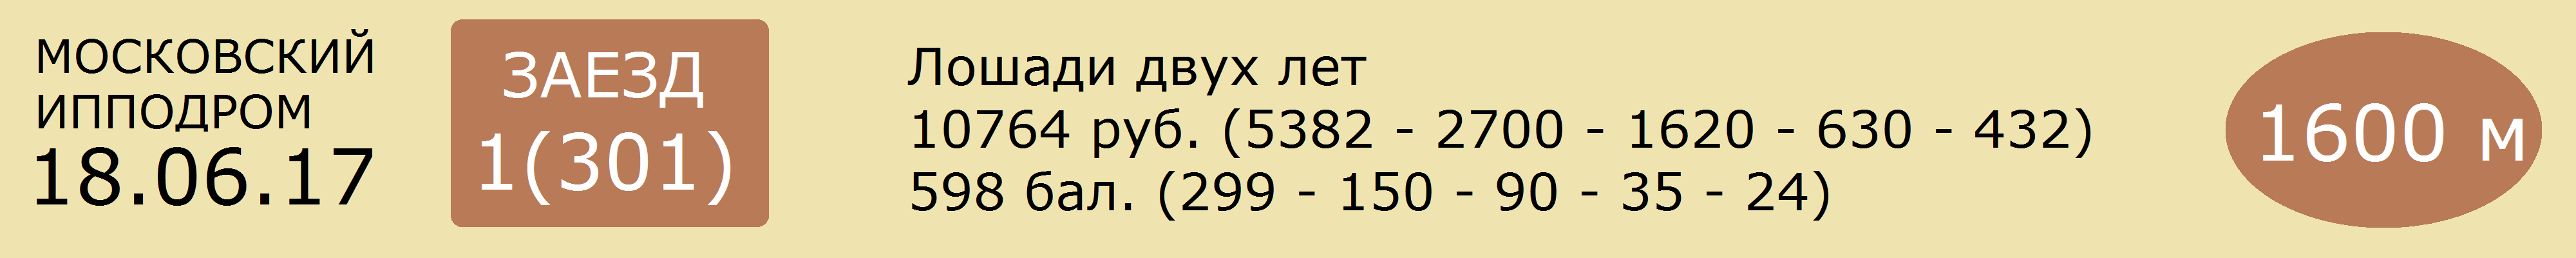 МОСКОВСКИЙ
ИППОДРОМ
18.06.17
ЗАЕЗД
1(301)
Лошади двух лет
10764 руб. (5382 - 2700 - 1620 - 630 - 432)
598 бал. (299 - 150 - 90 - 35 - 24)
1600 м